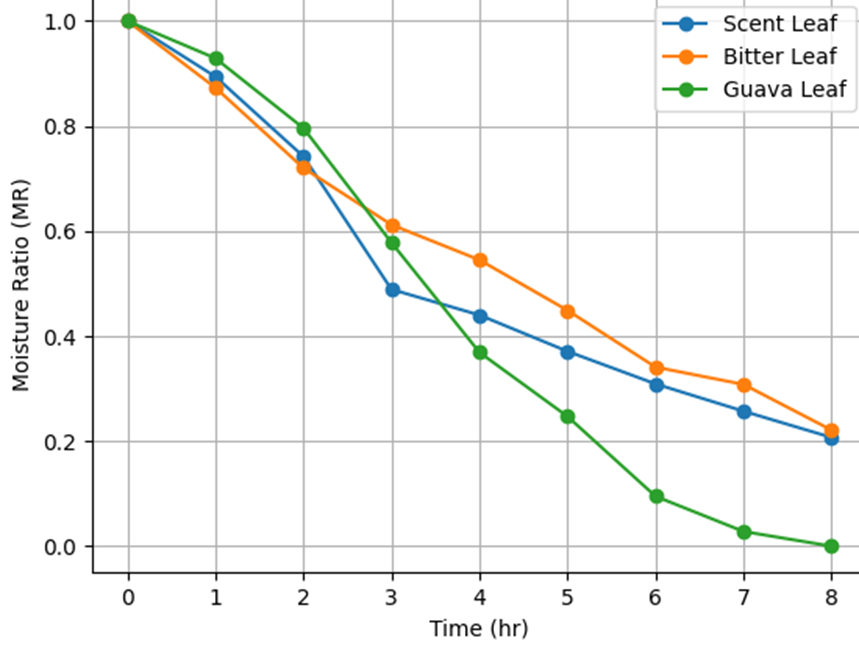 Scent Leaf
Bitter Leaf
Guava Leaf
Moisture Ratio (MR)
1.0
0.8
0.6
0.4
0.2
0.0
0 1 2 3 4 5 6 7 8
Time (hr)